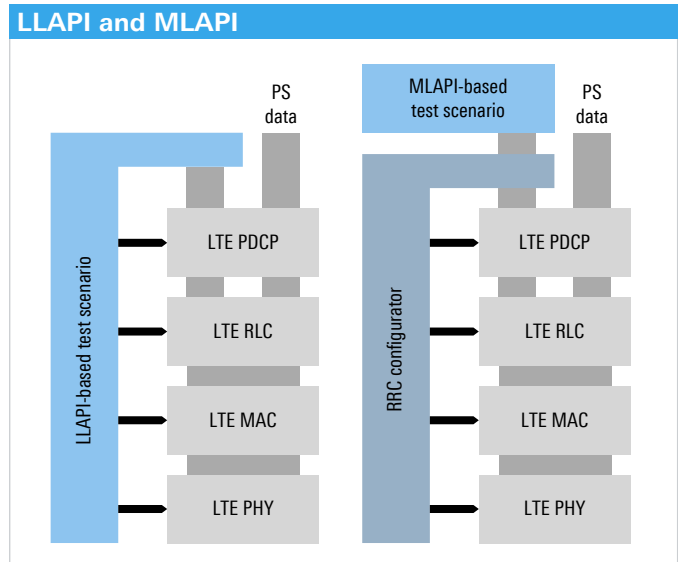 LLAPI and MLAPI
PS
data
LLAPI-based test scenario
LTE PDCP
LTE RLC
LTE MAC
LTE PHY
MLAPI-based
test scenario
PS
data
RRC configurator
LTE PDCP
LTE RLC
LTE MAC
LTE PHY